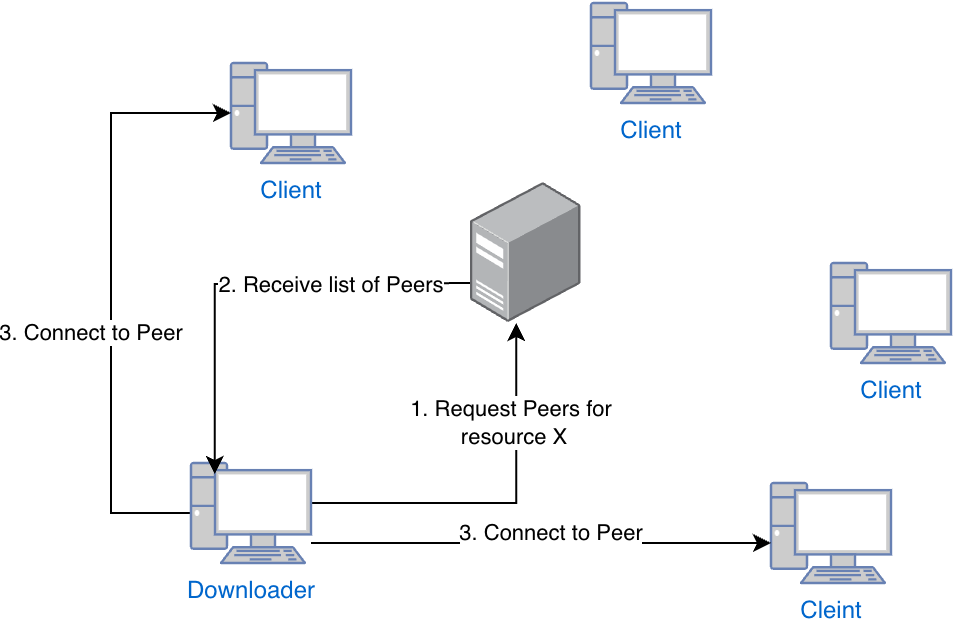 Client
Client
2. Receive list of Peers
3. Connect to Peer
Client
1. Request Peers for
resource X
3. Connect to Peer
Downloader
Cleint